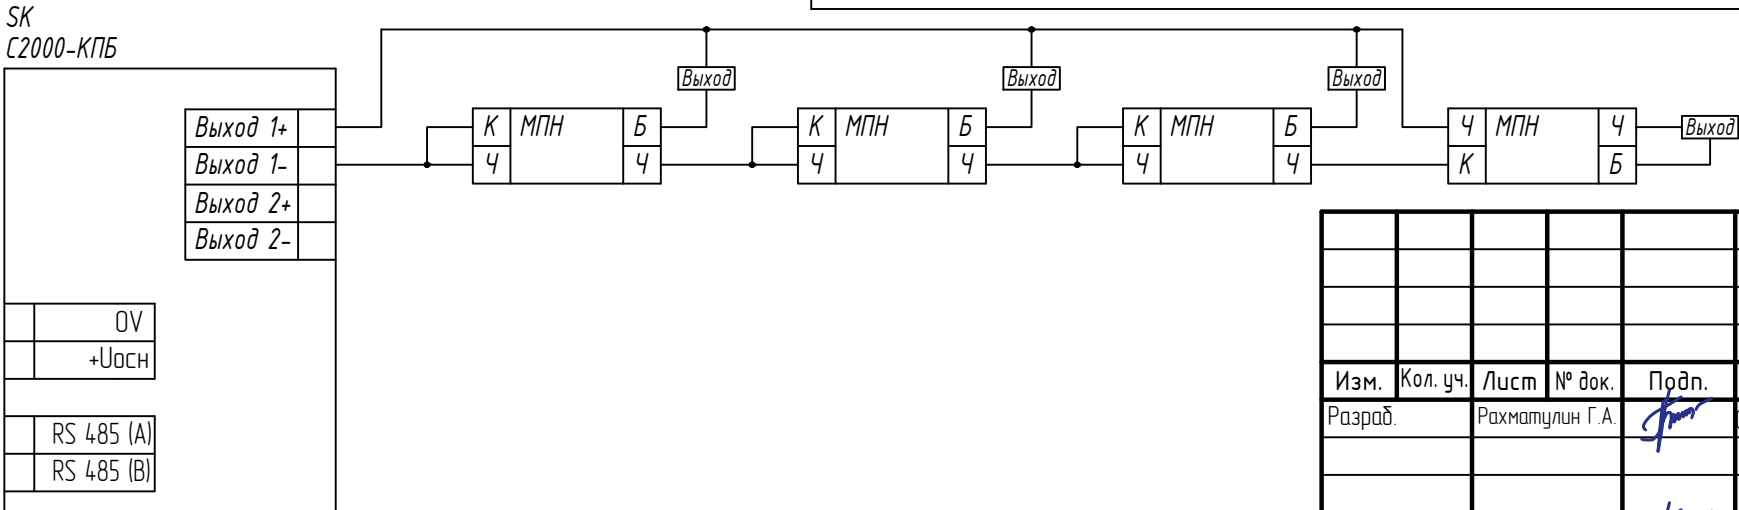 SK
С2000-КПБ
Выход Выход Выход
Выход 1+ К МПН Б К МПН Б К МПН Б Ч МПН Ч Выход
Выход 1- Ч Ч Ч Ч Ч Ч К Б
Выход 2+
Выход 2-
0V
+Uосн
Изм. Кол. уч. Лист № док. Подп.
Разраб. Рахматулин Г.А.
RS 485 (A)
RS 485 (B)